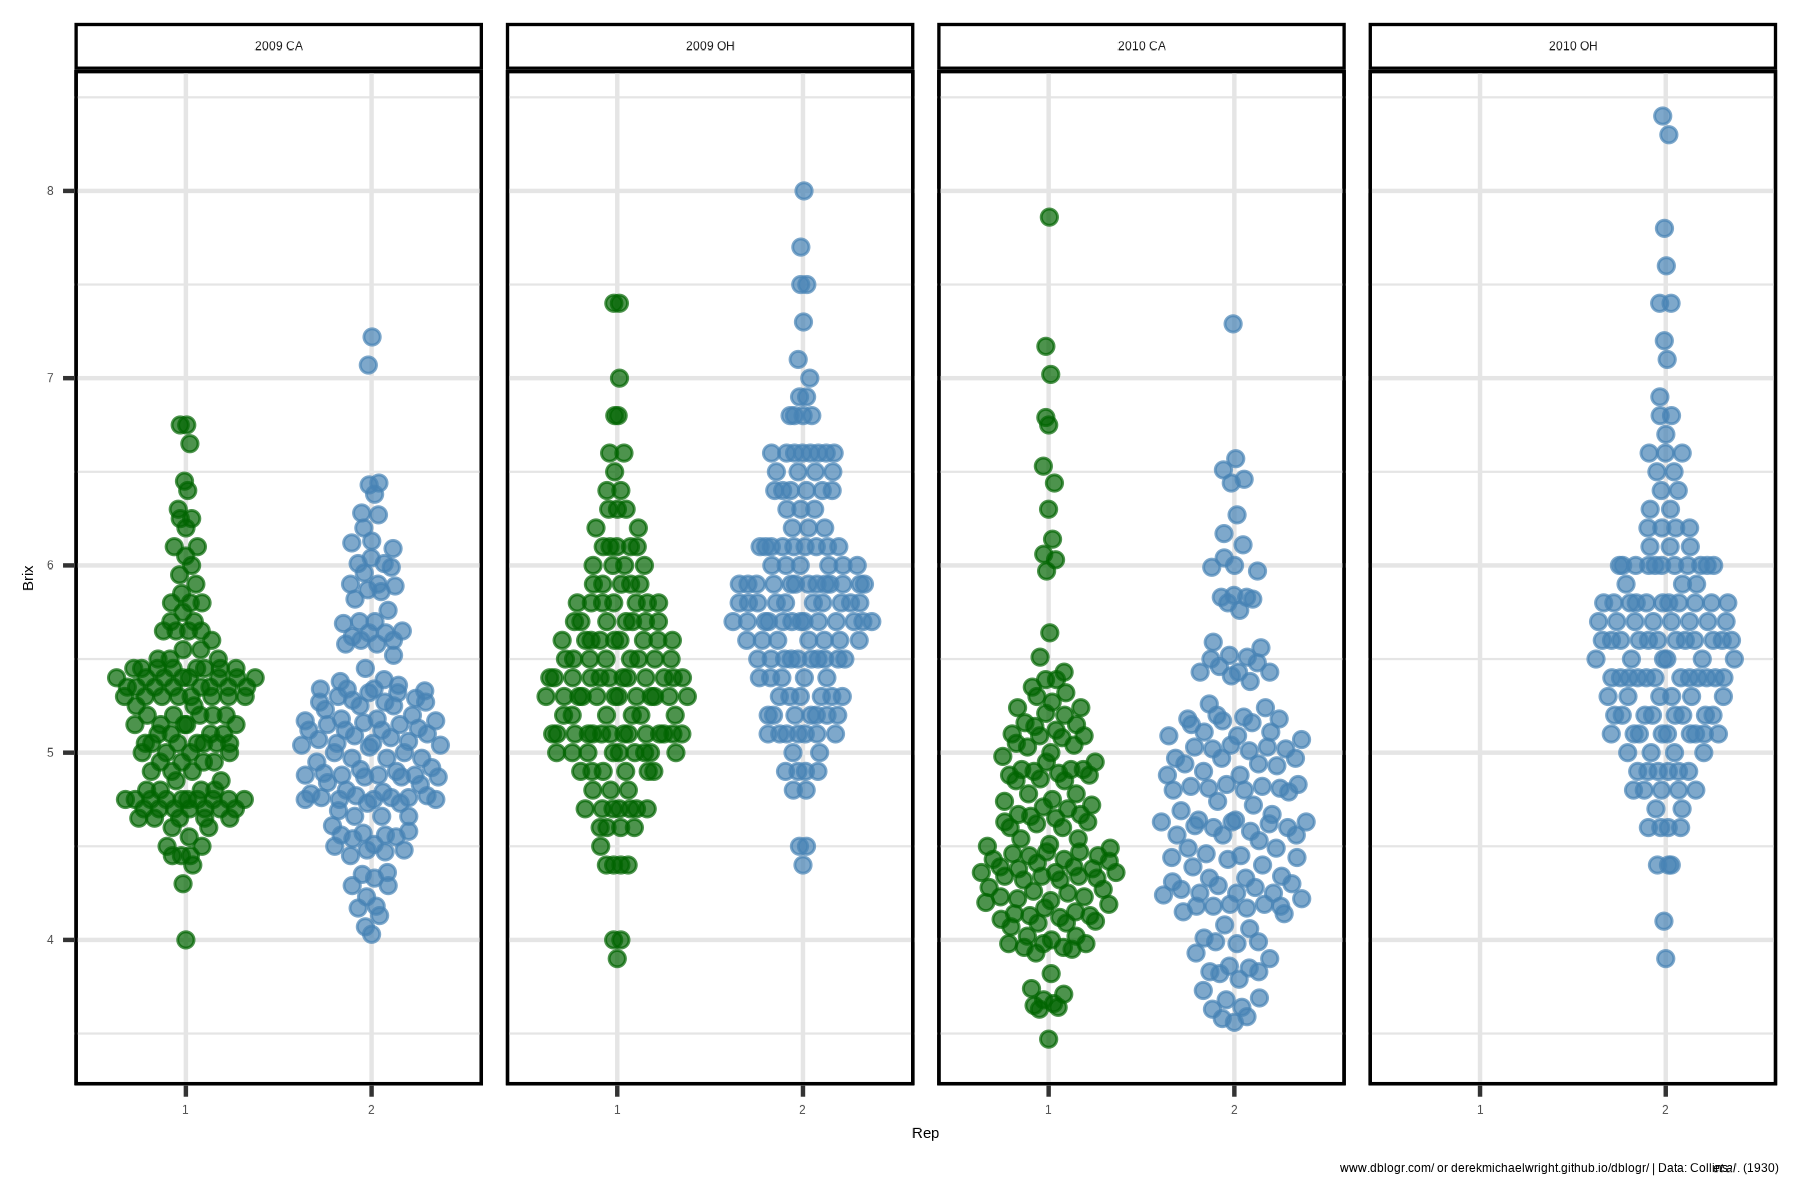 2009 CA 2009 OH 2010 CA 2010 OH
8
7
6
5
4
Brix
1 2 1 2 1 2 1 2
Rep
www.dblogr.com/ or derekmichaelwright.github.io/dblogr/ | Data: Collins et al. (1930)